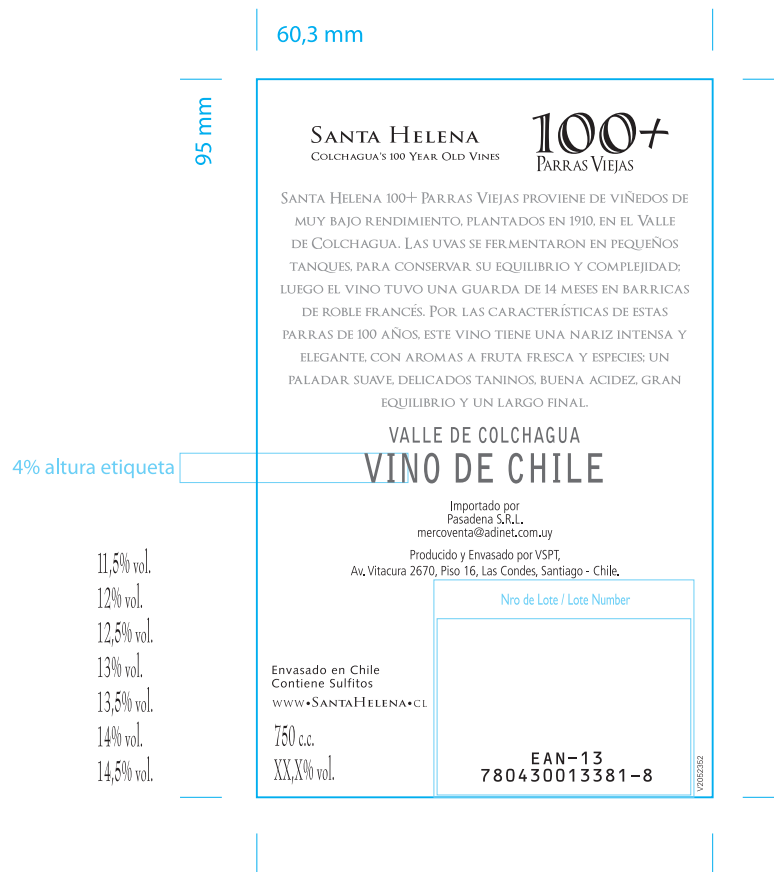 60,3 mm
95 mm
SANTA HELENA
COLCHAGUA'S 100 YEAR OLD VINES
100+
PARRAS VIEJAS
SANTA HELENA 100+ PARRAS VIEJAS PROVIENE DE VIÑEDOS DE
MUY BAJO RENDIMIENTO, PLANTADOS EN 1910, EN EL VALLE
DE COLCHAGUA. LAS UVAS SE FERMENTARON EN PEQUEÑOS
TANQUES, PARA CONSERVAR SU EQUILIBRIO Y COMPLEJIDAD;
LUEGO EL VINO TUVO UNA GUARDA DE 14 MESES EN BARRICAS
DE ROBLE FRANCÉS. POR LAS CARACTERÍSTICAS DE ESTAS
PARRAS DE 100 AÑOS, ESTE VINO TIENE UNA NARIZ INTENSA Y
ELEGANTE, CON AROMAS A FRUTA FRESCA Y ESPECIES; UN
PALADAR SUAVE, DELICADOS TANINOS, BUENA ACIDEZ, GRAN
EQUILIBRIO Y UN LARGO FINAL.
VALLE DE COLCHAGUA
4% altura etiqueta
VINO DE CHILE
Importado por
Pasadena S.R.L.
mercoventa@adinet.com.uy
Producido y Envasado por VSPT,
Av. Vitacura 2670, Piso 16, Las Condes, Santiago - Chile.
11,5% vol.
12% vol.
12,5% vol.
13% vol.
13,5% vol.
14% vol.
14,5% vol.
Nro de Lote / Lote Number
Envasado en Chile
Contiene Sulfitos
WWW•SANTAHELENA•CL
750 c.c.
XX,X% vol.
EAN-13
780430013381-8
V2052352